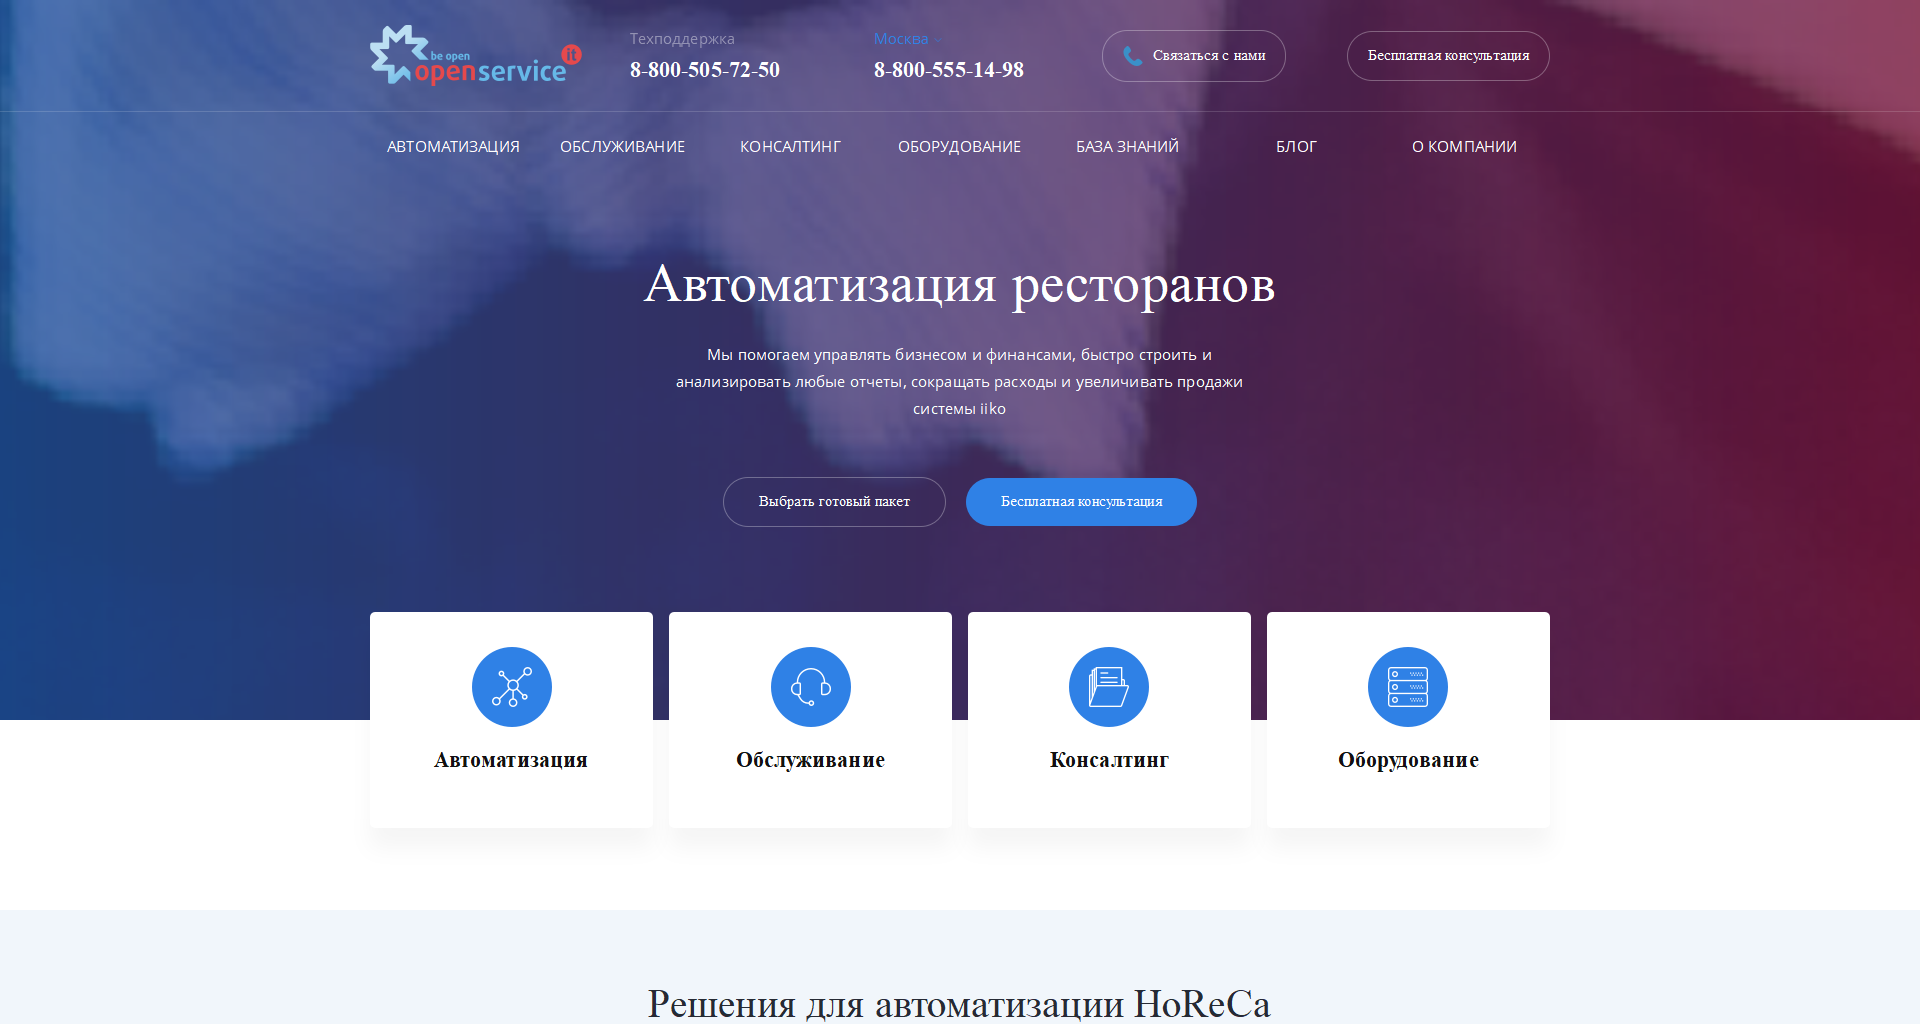 be open
openservice it
Техподдержка
8-800-505-72-50
Москва
8-800-555-14-98
Связаться с нами
Бесплатная консультация
АВТОМАТИЗАЦИЯ
ОБСЛУЖИВАНИЕ
КОНСАЛТИНГ
ОБОРУДОВАНИЕ
БАЗА ЗНАНИЙ
БЛОГ
О КОМПАНИИ
Автоматизация ресторанов
Мы помогаем управлять бизнесом и финансами, быстро строить и
анализировать любые отчеты, сокращать расходы и увеличивать продажи
системы iiko
Выбрать готовый пакет
Бесплатная консультация
Автоматизация
Обслуживание
Консалтинг
Оборудование
Решения для автоматизации HoReCa